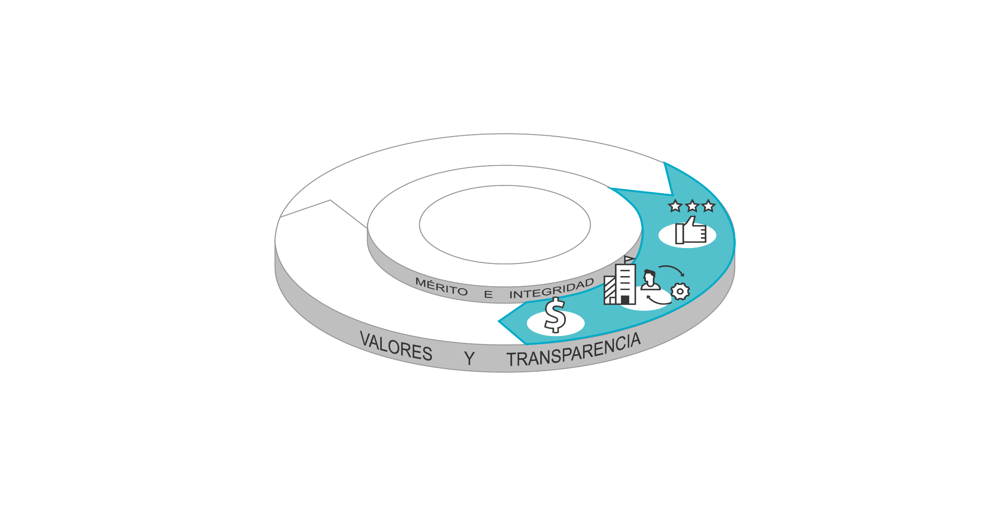 MÉRITO E INTEGRIDAD
VALORES Y TRANSPARENCIA